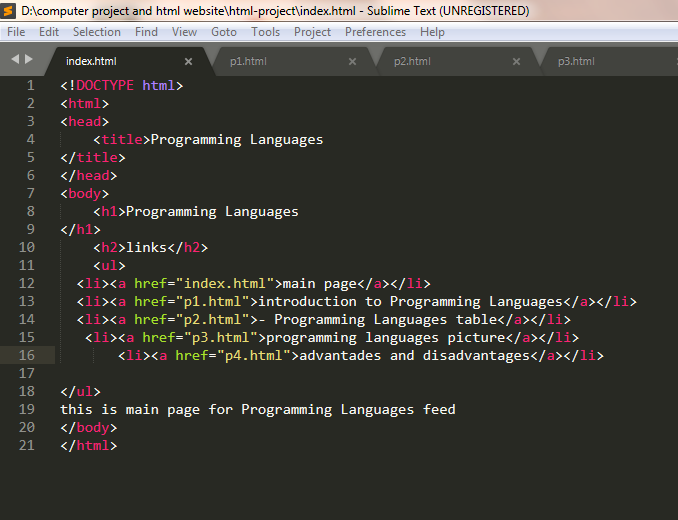 D:\computer project and html website\html-project\index.html - Sublime Text (UNREGISTERED)
File Edit Selection Find View Goto Tools Project Preferences Help
index.html × p1.html × p2.html × p3.html
1 <!DOCTYPE html>
2 <html>
3 <head>
4 <title>Programming Languages
5 </title>
6 </head>
7 <body>
8 <h1>Programming Languages
9 </h1>
10 <h2>links</h2>
11 <ul>
12 <li><a href="index.html">main page</a></li>
13 <li><a href="p1.html">introduction to Programming Languages</a></li>
14 <li><a href="p2.html">- Programming Languages table</a></li>
15 <li><a href="p3.html">programming languages picture</a></li>
16 <li><a href="p4.html">advantades and disadvantages</a></li>
17
18 </ul>
19 this is main page for Programming Languages feed
20 </body>
21 </html>